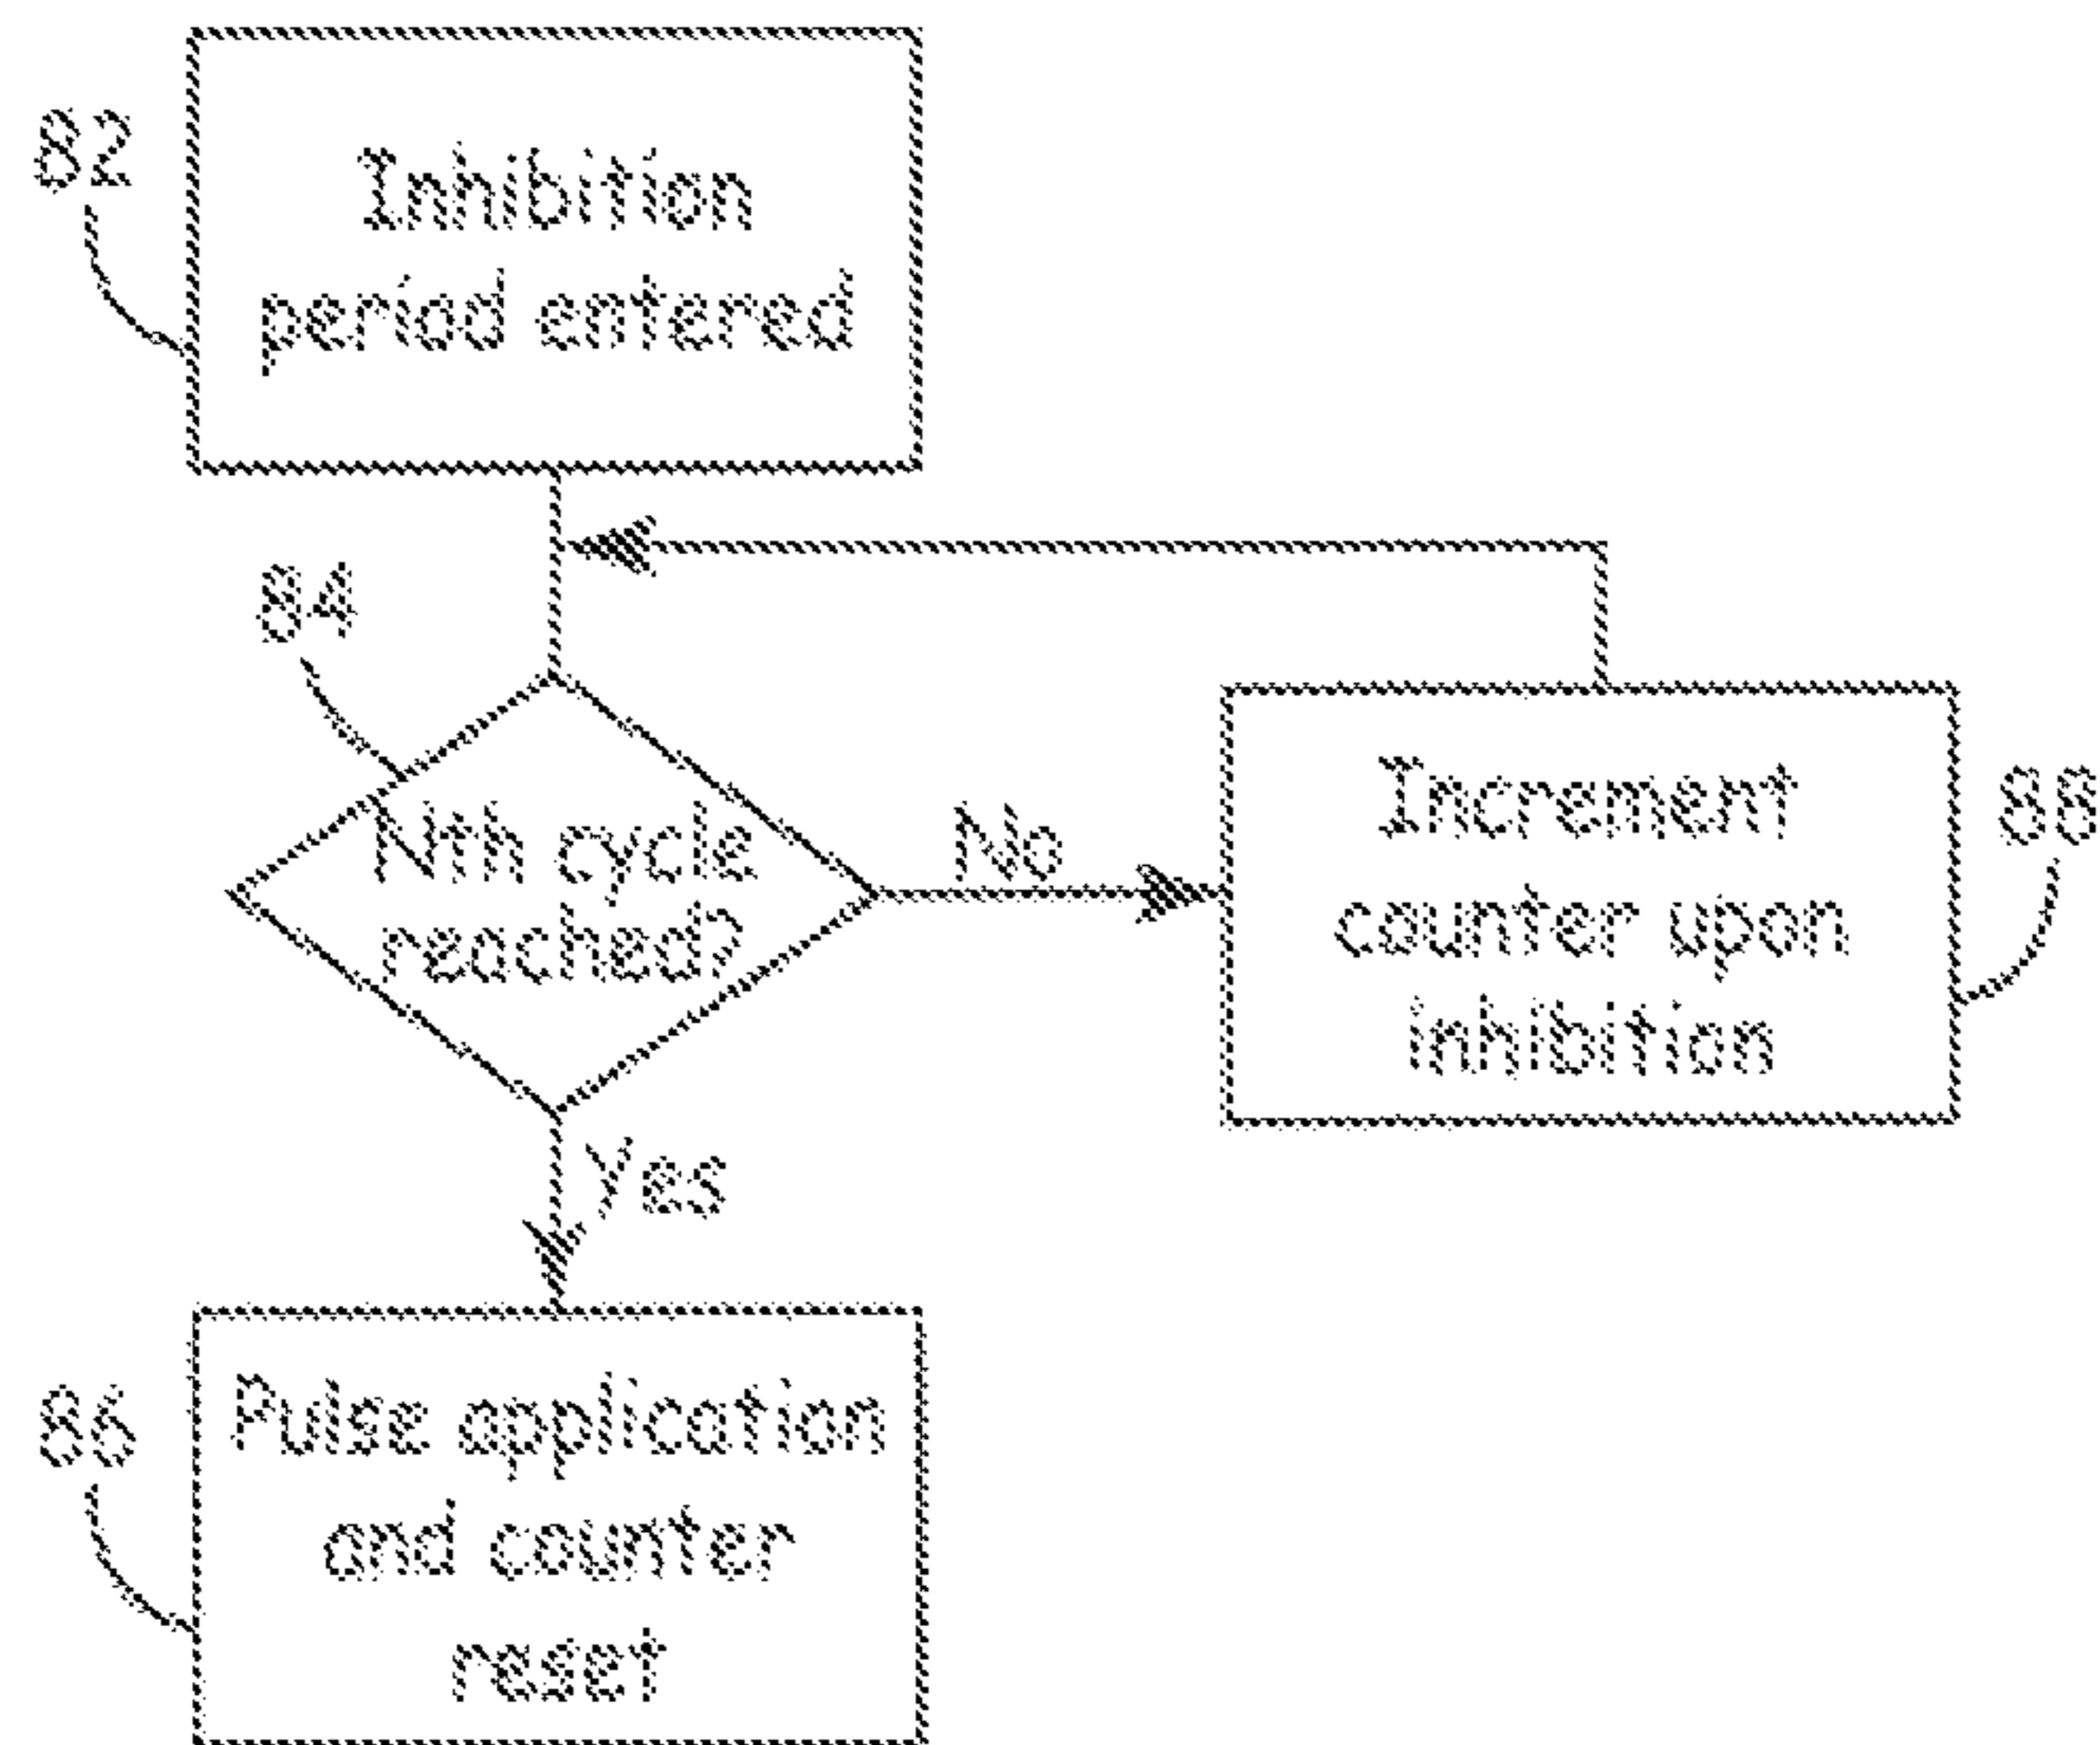 82
Inhibition
period entered
84
Nth cycle
reached?
No
Increment
counter upon
inhibition
88
Yes
86
Pulse application
and counter
reset